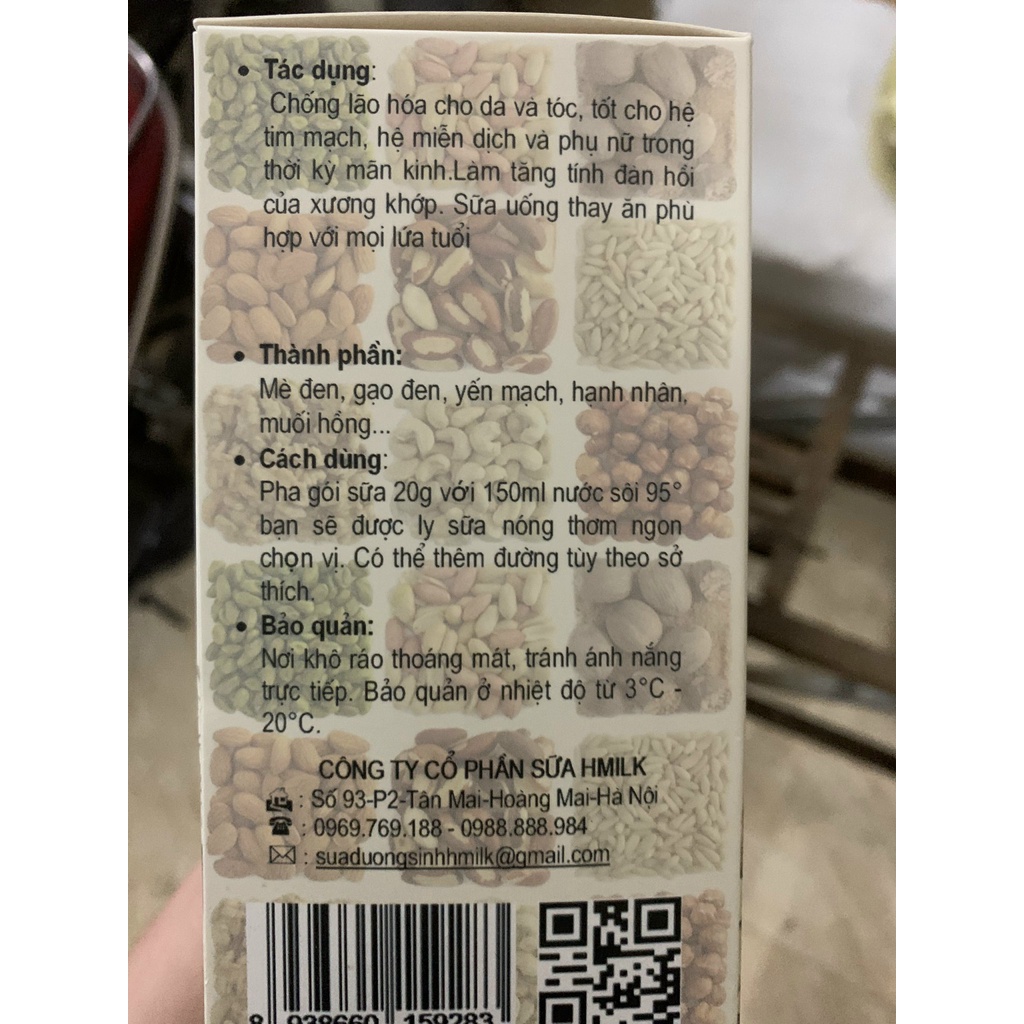 • Tác dụng:
Chống lão hóa cho da và tóc, tốt cho hệ
tim mạch, hệ miễn dịch và phụ nữ trong
thời kỳ mãn kinh.Làm tăng tính đàn hồi
của xương khớp. Sữa uống thay ăn phù
hợp với mọi lứa tuổi
• Thành phần:
Mè đen, gạo đen, yến mạch, hạnh nhân,
muối hồng...
• Cách dùng:
Pha gói sữa 20g với 150ml nước sôi 95°
bạn sẽ được ly sữa nóng thơm ngon
chọn vị. Có thể thêm đường tùy theo sở
thích.
• Bảo quản:
Nơi khô ráo thoáng mát, tránh ánh nắng
trực tiếp. Bảo quản ở nhiệt độ từ 3°C -
20°C.
CÔNG TY CỔ PHẦN SỮA HMILK
: Số 93-P2-Tân Mai-Hoàng Mai-Hà Nội
: 0969.769.188 - 0988.888.984
: suaduongsinhhmilk@gmail.com
8 938660 159283